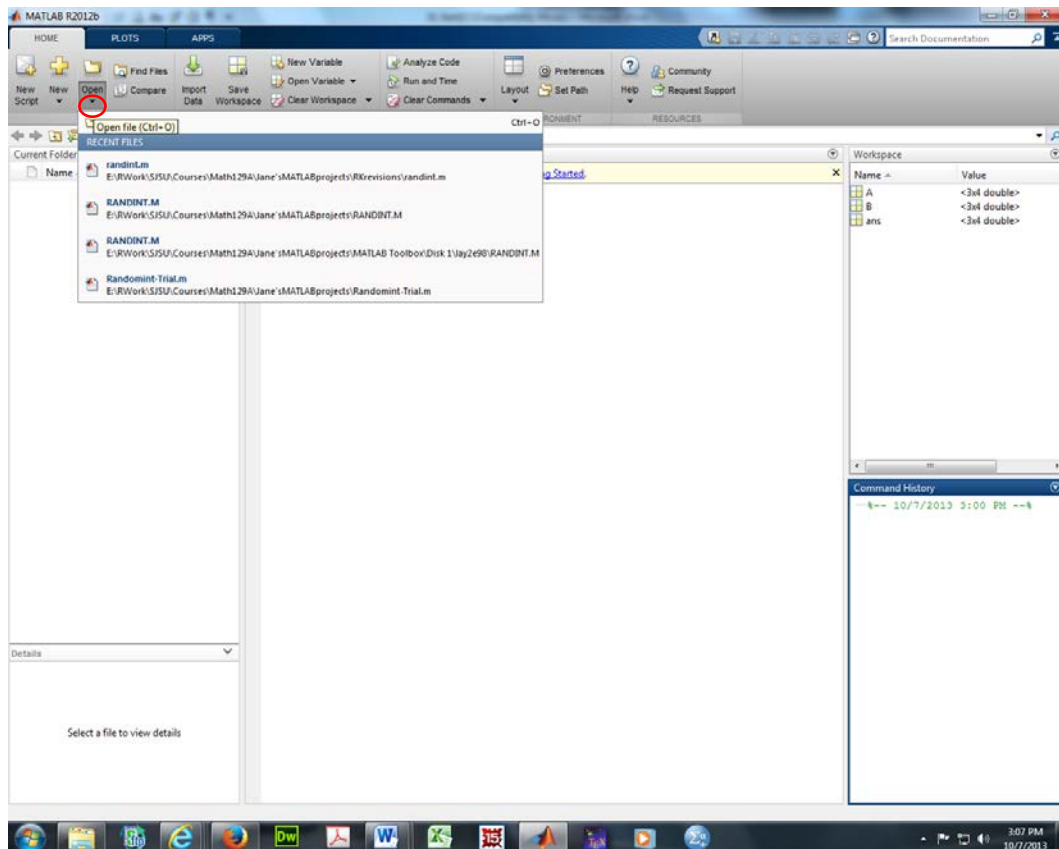 MATLAB R2012b
HOME PLOTS APPS
Search Documentation
New Script
New
Open
Find Files
Compare
Import Data
Save Workspace
New Variable
Open Variable
Clear Workspace
Analyze Code
Run and Time
Clear Commands
Layout
Preferences
Set Path
Help
Community
Request Support
RONMENT
RESOURCES
Open file (Ctrl+O)
Ctrl+O
RECENT FILES
randint.m
E:\RWork\SJSU\Courses\Math129A\Jane'sMATLABprojects\RKrevisions\randint.m
RANDINT.M
E:\RWork\SJSU\Courses\Math129A\Jane'sMATLABprojects\RANDINT.M
RANDINT.M
E:\RWork\SJSU\Courses\Math129A\Jane'sMATLABprojects\MATLAB Toolbox\Disk 1\lay2e98\RANDINT.M
Randomint-Trial.m
E:\RWork\SJSU\Courses\Math129A\Jane'sMATLABprojects\Randomint-Trial.m
Current Folder
Name
g Started.
Workspace
Name Value
A <3x4 double>
B <3x4 double>
ans <3x4 double>
Command History
%-- 10/7/2013 3:00 PM --%
Details
Select a file to view details
Dw
3:07 PM
10/7/2013